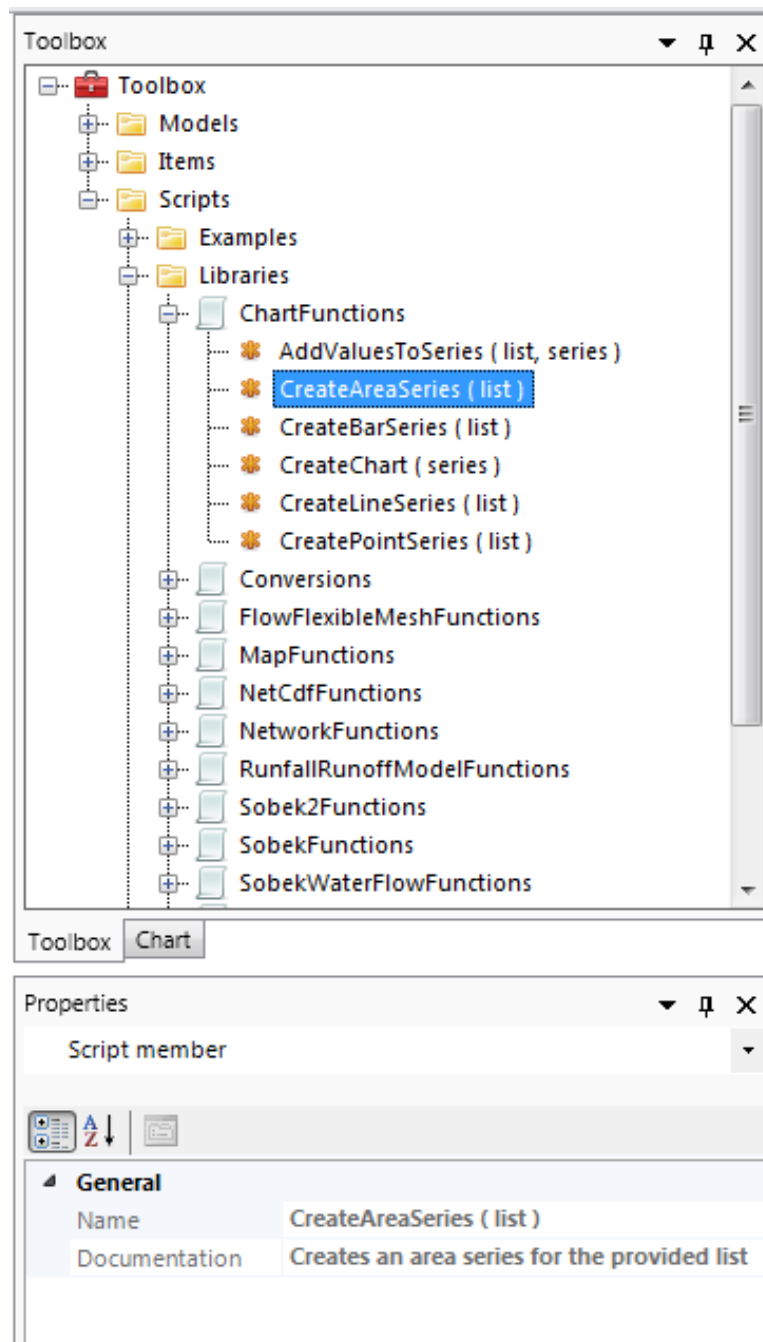 Toolbox
Toolbox
Models
Items
Scripts
Examples
Libraries
ChartFunctions
AddValuesToSeries ( list, series )
CreateAreaSeries ( list )
CreateBarSeries ( list )
CreateChart ( series )
CreateLineSeries ( list )
CreatePointSeries ( list )
Conversions
FlowFlexibleMeshFunctions
MapFunctions
NetCdfFunctions
NetworkFunctions
RunfallRunoffModelFunctions
Sobek2Functions
SobekFunctions
SobekWaterFlowFunctions
Toolbox Chart
Properties
Script member
General
Name CreateAreaSeries ( list )
Documentation Creates an area series for the provided list